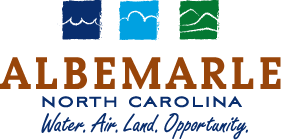 ALBEMARLE
NORTH CAROLINA
Water. Air. Land. Opportunity.